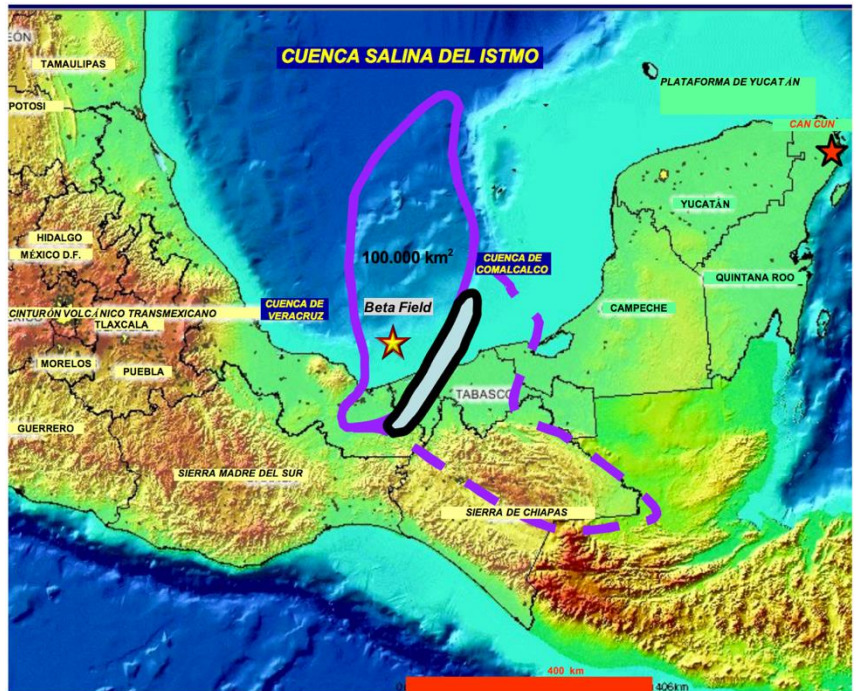 CUENCA SALINA DEL ISTMO
TAMAULIPAS
PLATAFORMA DE YUCATÁN
POTOSI
CAN CUN
YUCATÁN
HIDALGO
MÉXICO D.F.
100.000 km²
CUENCA DE
COMALCALCO
QUINTANA ROO
CINTURÓN VOLCÁNICO TRANSMEXICANO
CUENCA DE
VERACRUZ
Beta Field
CAMPECHE
TLAXCALA
MORELOS
PUEBLA
TABASCO
GUERRERO
SIERRA MADRE DEL SUR
SIERRA DE CHIAPAS
400 km
0
406km